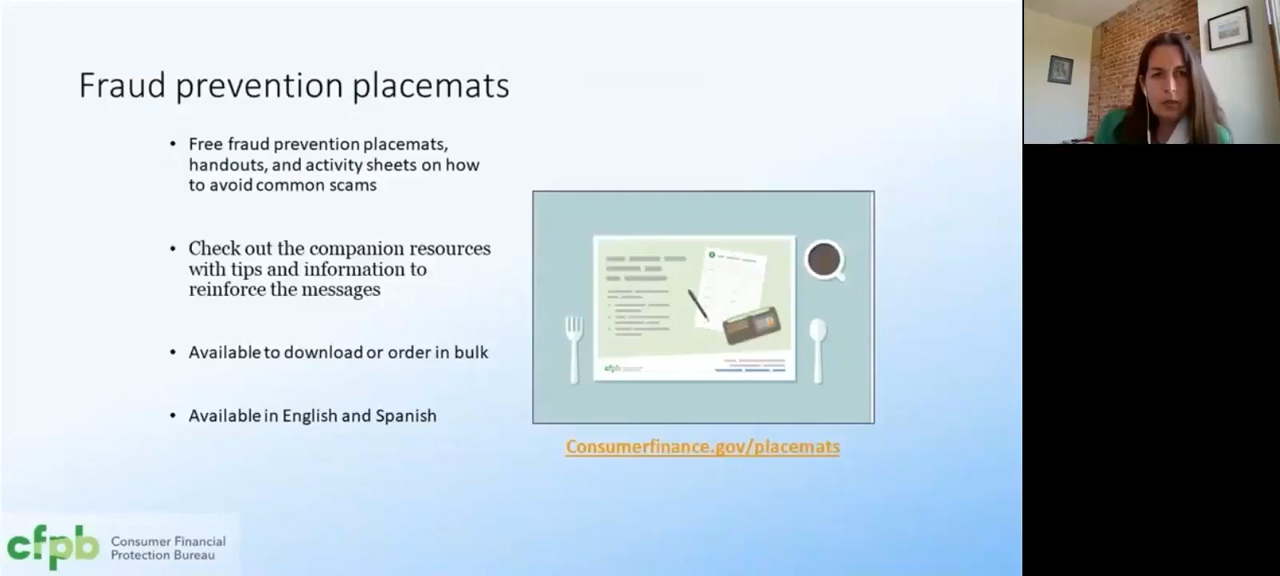 Fraud prevention placemats
• Free fraud prevention placemats,
handouts, and activity sheets on how
to avoid common scams
• Check out the companion resources
with tips and information to
reinforce the messages
• Available to download or order in bulk
• Available in English and Spanish
cfpb
Consumerfinance.gov/placemats
cfpb Consumer Financial
Protection Bureau